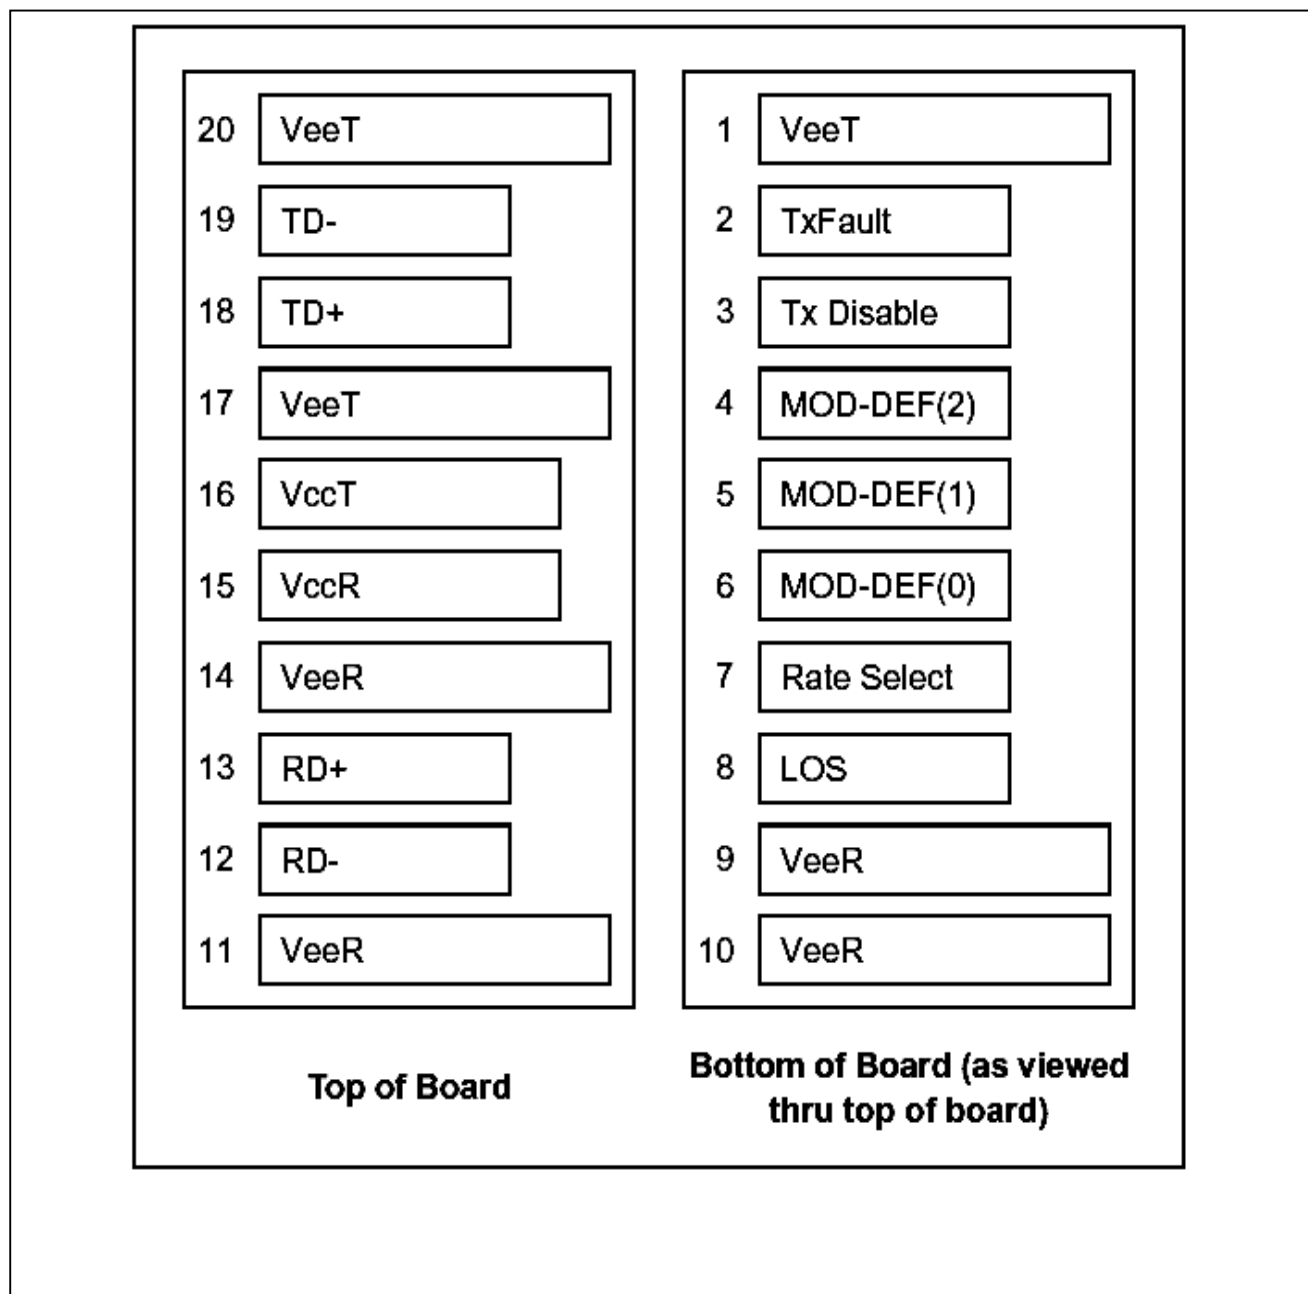 20 VeeT
19 TD-
18 TD+
17 VeeT
16 VccT
15 VccR
14 VeeR
13 RD+
12 RD-
11 VeeR
Top of Board
1 VeeT
2 TxFault
3 Tx Disable
4 MOD-DEF(2)
5 MOD-DEF(1)
6 MOD-DEF(0)
7 Rate Select
8 LOS
9 VeeR
10 VeeR
Bottom of Board (as viewed
thru top of board)